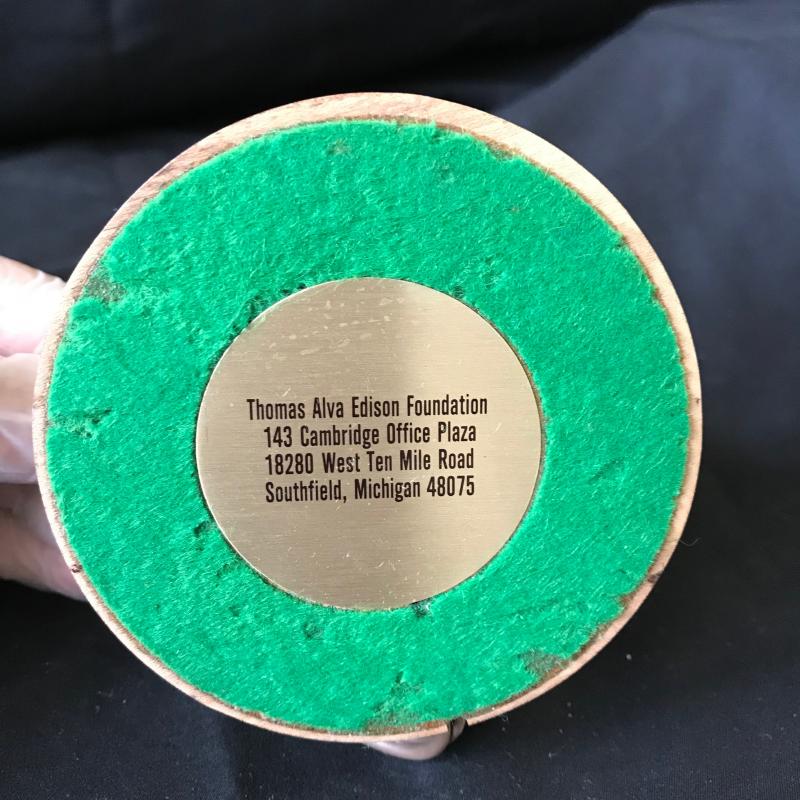 Thomas Alva Edison Foundation
143 Cambridge Office Plaza
18280 West Ten Mile Road
Southfield, Michigan 48075